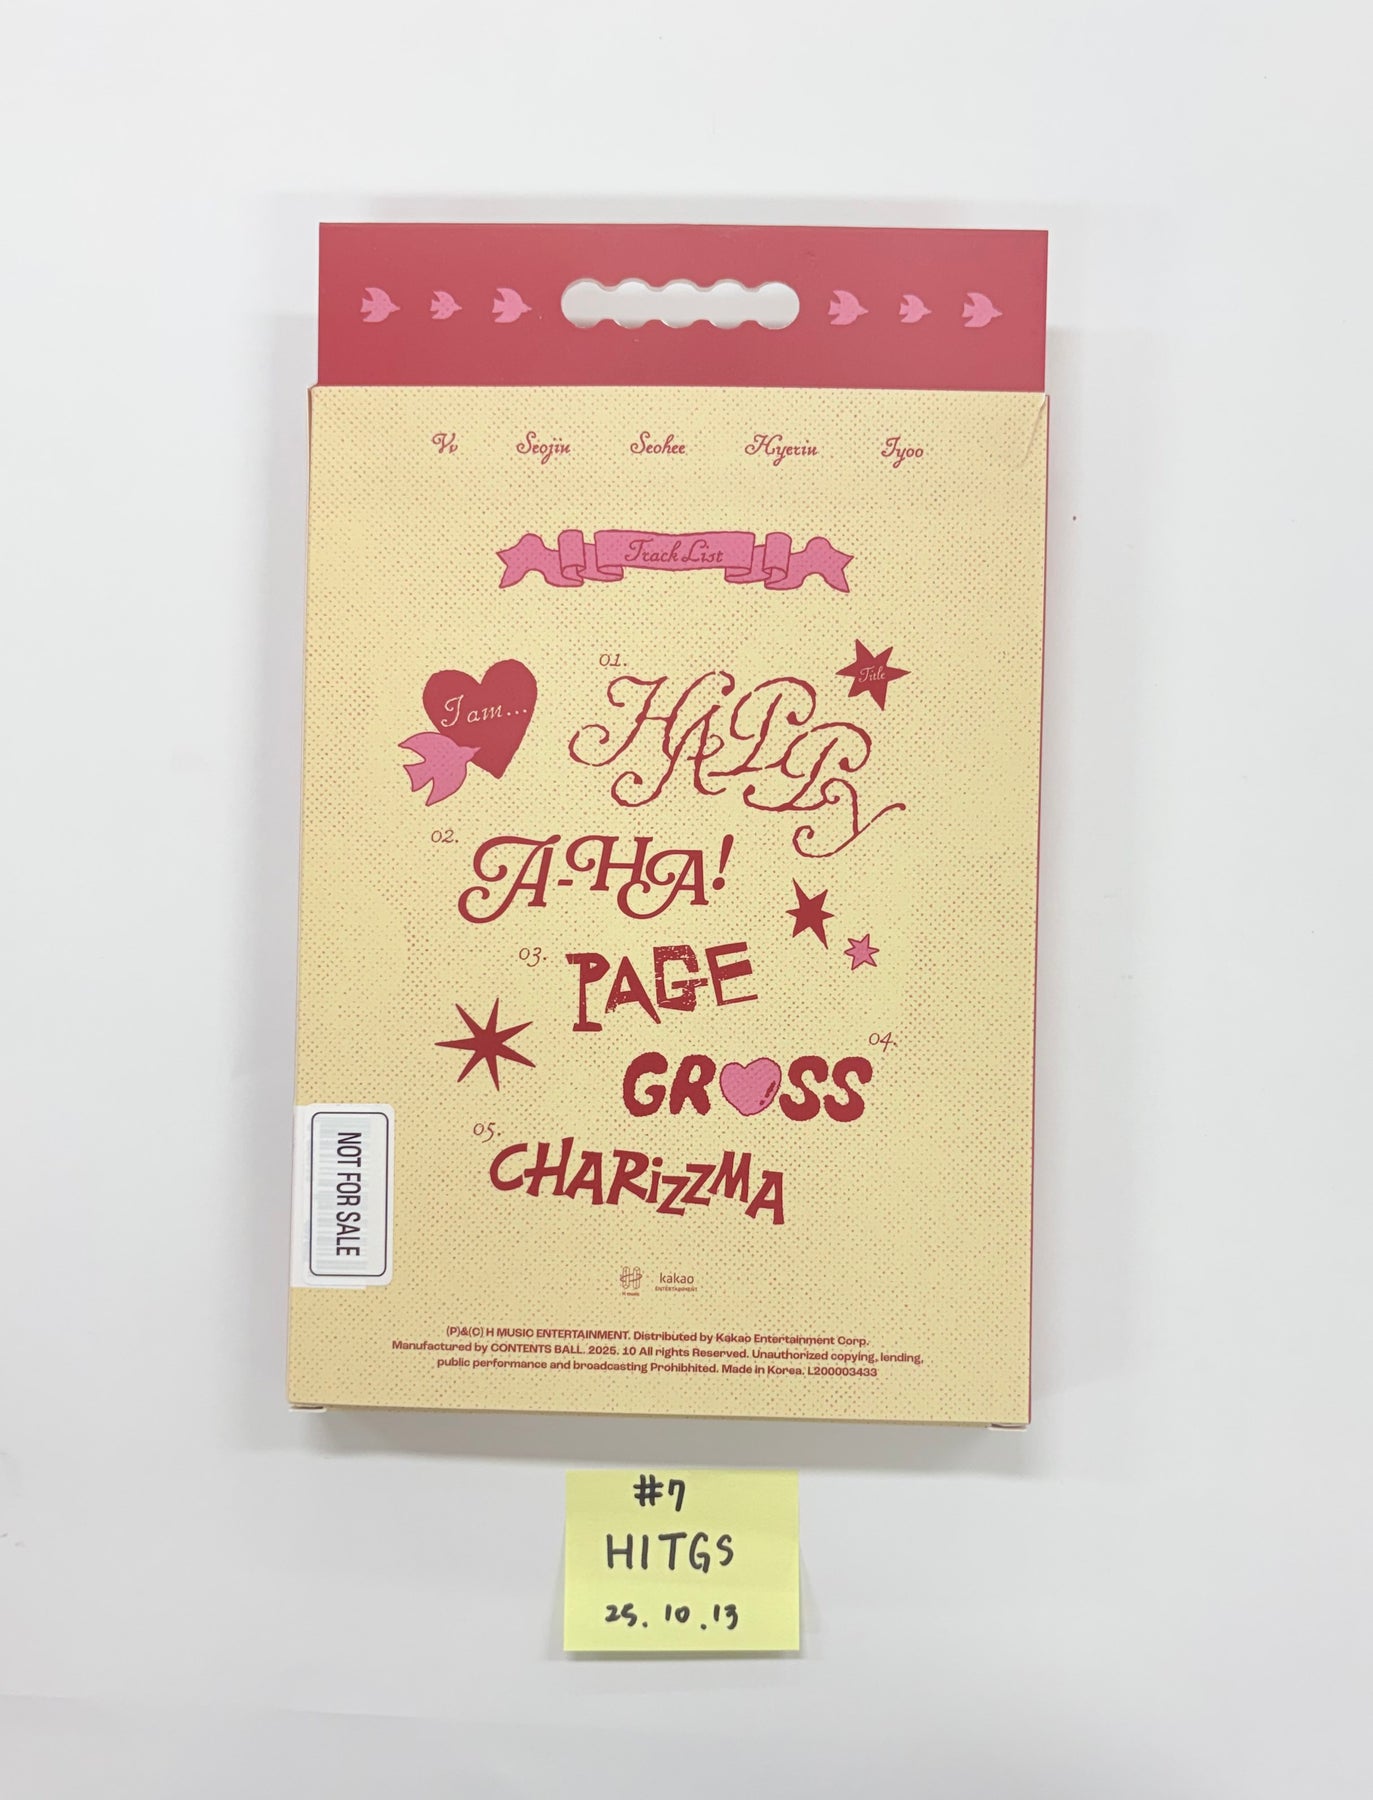 Vv Seojin Seohee Hyerin Iyoo
Track List
I am...
01. HAPPY
Title
02. A-HA!
03. PAGE
04. GROSS
05. CHARiZZMA
NOT FOR SALE
H music
kakao
ENTERTAINMENT
(P)&(C) H MUSIC ENTERTAINMENT. Distributed by Kakao Entertainment Corp.
Manufactured by CONTENTS BALL. 2025. 10 All rights Reserved. Unauthorized copying, lending,
public performance and broadcasting Prohibhited. Made in Korea. L200003433
#7
HITGS
25.10.13